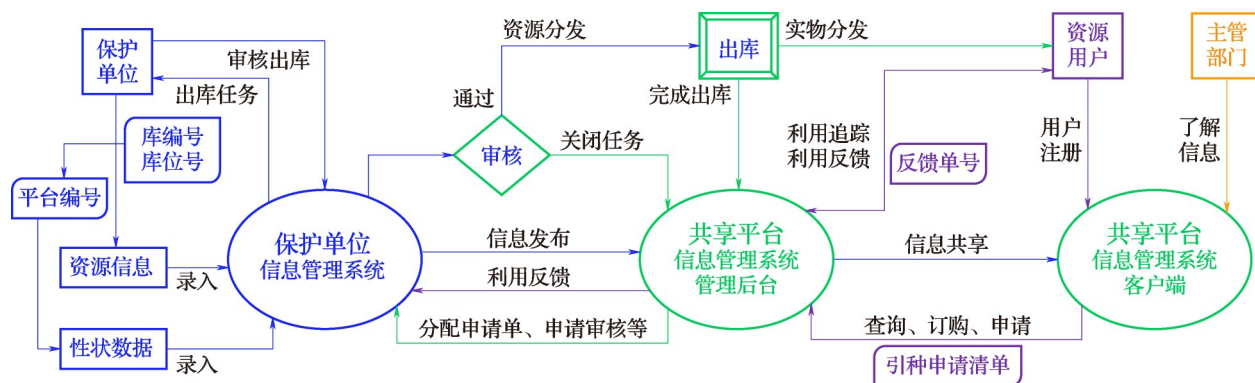 保护
单位
审核出库
出库任务
库编号
库位号
平台编号
资源信息
录入
性状数据
录入
保护单位
信息管理系统
资源分发
通过
审核
关闭任务
出库
完成出库
实物分发
资源
用户
主管
部门
利用追踪
利用反馈
反馈单号
用户
注册
了解
信息
信息发布
利用反馈
分配申请单、申请审核等
共享平台
信息管理系统
管理后台
信息共享
共享平台
信息管理系统
客户端
查询、订购、申请
引种申请清单